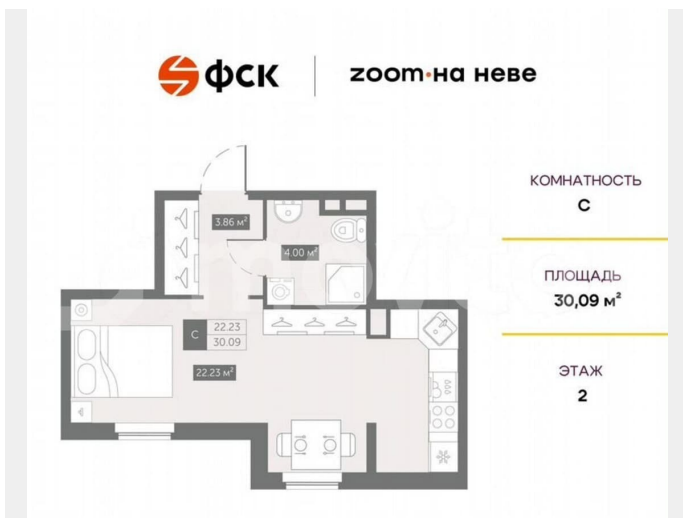 ФСК
zoom•на неве
КОМНАТНОСТЬ
С
ПЛОЩАДЬ
30,09 м²
ЭТАЖ
2
3.86 м²
4.00 м²
С
22.23
30.09
22.23 м²